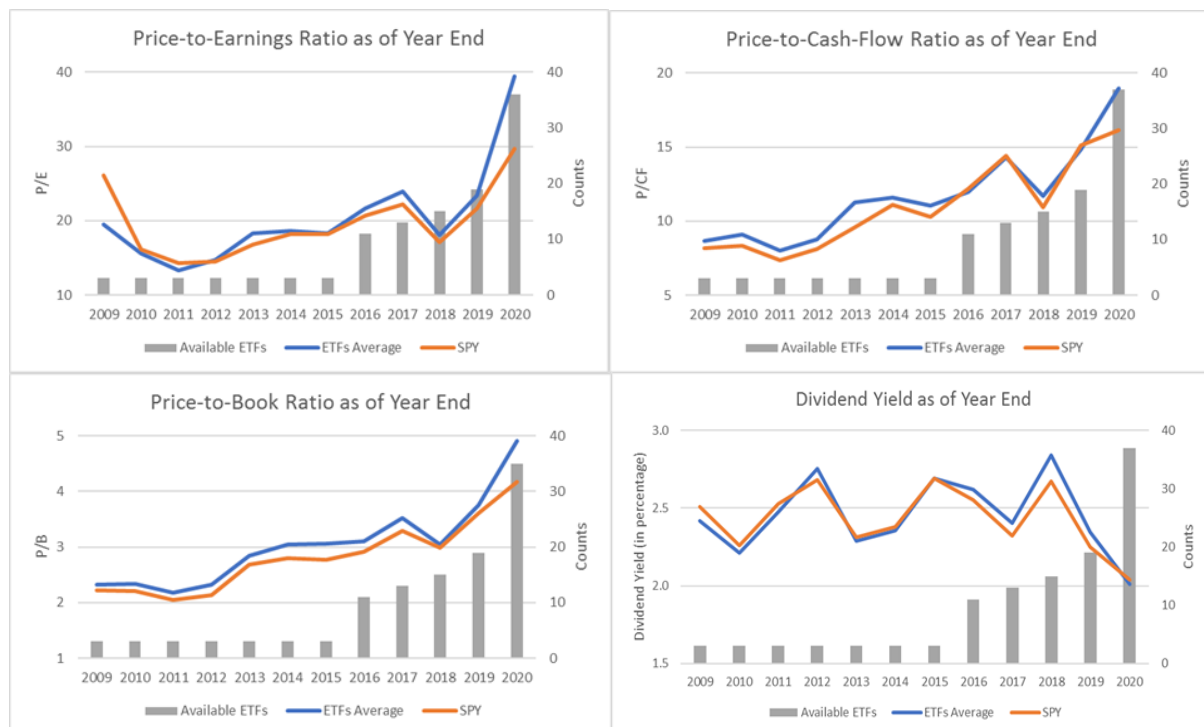 Price-to-Earnings Ratio as of Year End
40 40
30 30
20 20
10 10
0
P/E
Counts
2009 2010 2011 2012 2013 2014 2015 2016 2017 2018 2019 2020
Available ETFs ETFs Average SPY
Price-to-Cash-Flow Ratio as of Year End
20 40
15 30
10 20
5 10
0
P/CF
Counts
2009 2010 2011 2012 2013 2014 2015 2016 2017 2018 2019 2020
Available ETFs ETFs Average SPY
Price-to-Book Ratio as of Year End
5 40
4 30
3 20
2 10
1 0
P/B
Counts
2009 2010 2011 2012 2013 2014 2015 2016 2017 2018 2019 2020
Available ETFs ETFs Average SPY
Dividend Yield as of Year End
3.0 40
2.5 30
2.0 20
1.5 10
0
Dividend Yield (in percentage)
Counts
2009 2010 2011 2012 2013 2014 2015 2016 2017 2018 2019 2020
Available ETFs ETFs Average SPY